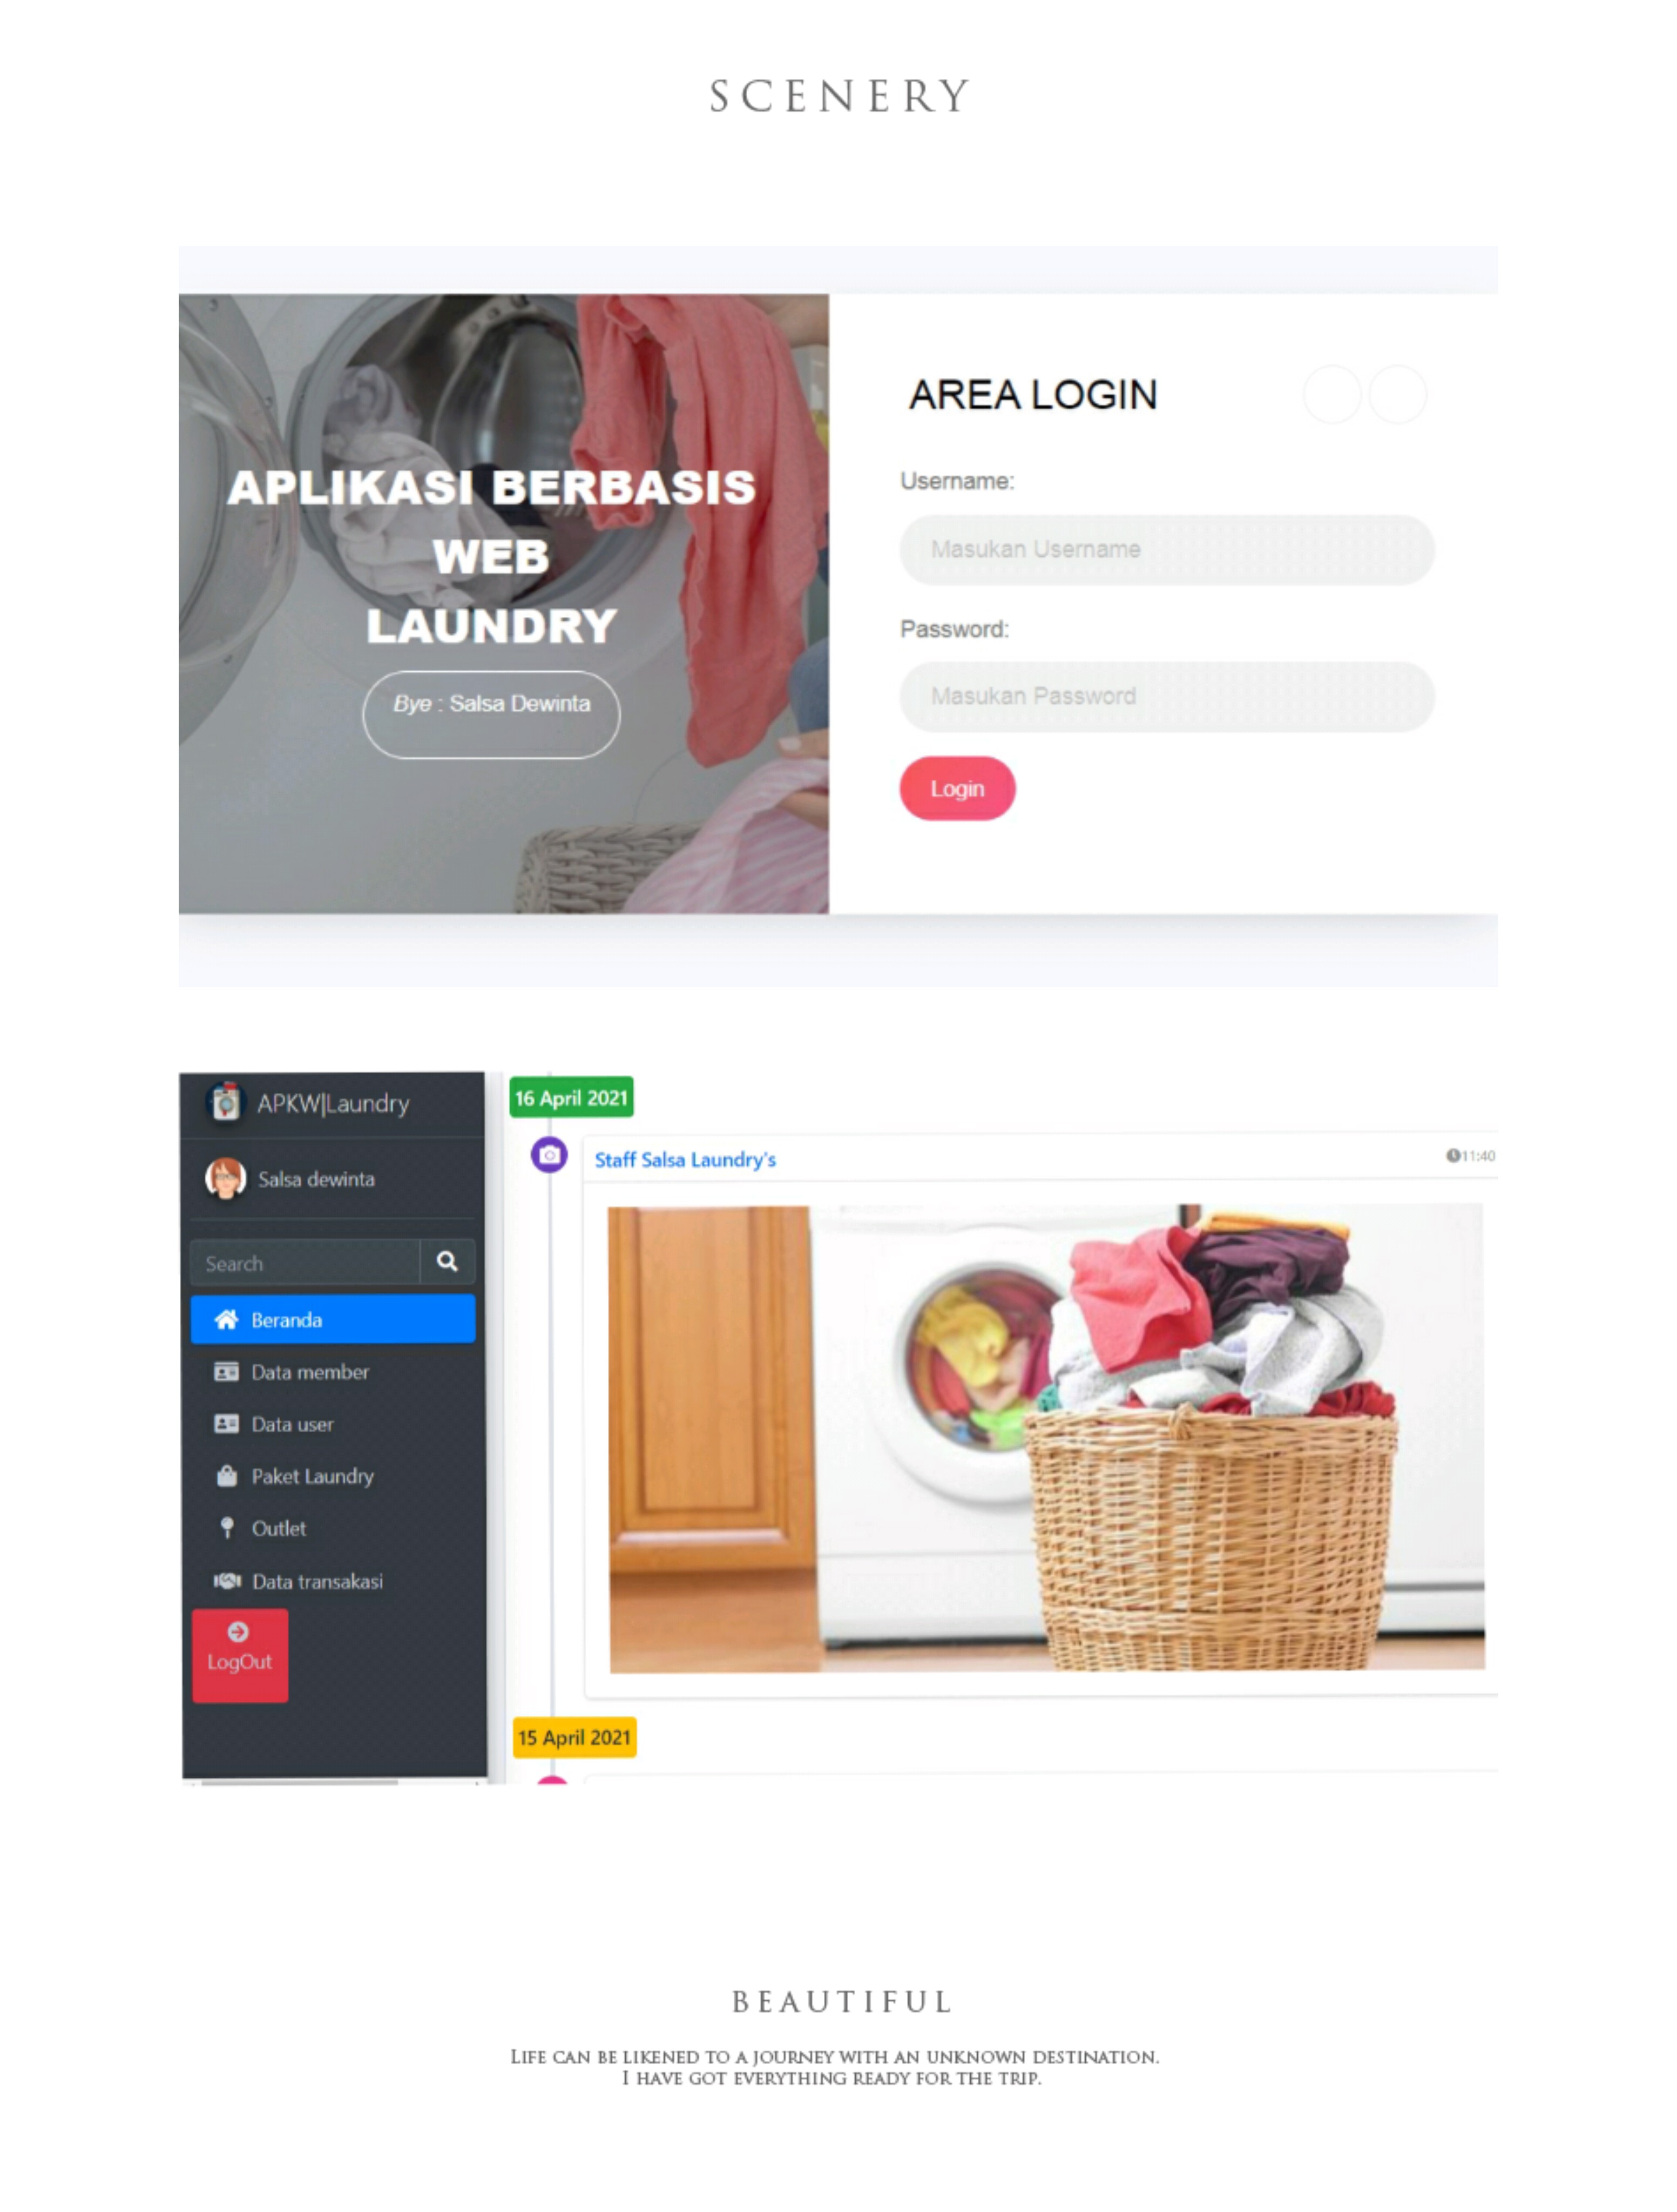 SCENERY
APLIKASI BERBASIS
WEB
LAUNDRY
Bye : Salsa Dewinta
AREA LOGIN
Username:
Masukan Username
Password:
Masukan Password
Login
APKW|Laundry
Salsa dewinta
Search
Beranda
Data member
Data user
Paket Laundry
Outlet
Data transakasi
LogOut
16 April 2021
Staff Salsa Laundry's
11:40
15 April 2021
BEAUTIFUL
LIFE CAN BE LIKENED TO A JOURNEY WITH AN UNKNOWN DESTINATION.
I HAVE GOT EVERYTHING READY FOR THE TRIP.